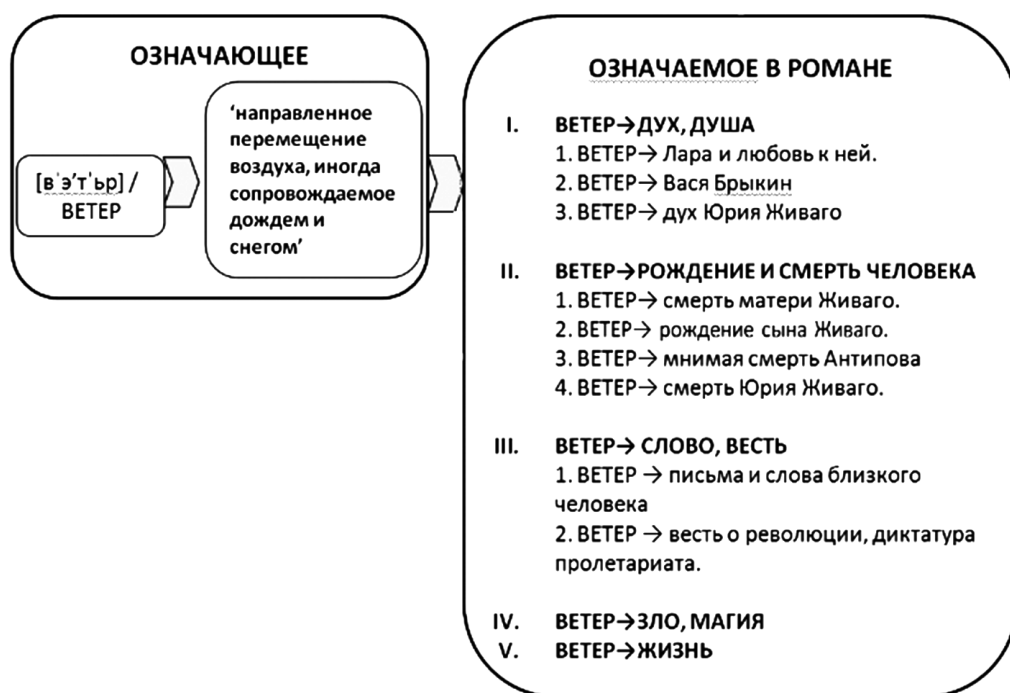 ОЗНАЧАЮЩЕЕ
[в᾿э′т᾿ьр] /
ВЕТЕР
‘направленное
перемещение
воздуха, иногда
сопровождаемое
дождем и
снегом’
ОЗНАЧАЕМОЕ В РОМАНЕ
I. ВЕТЕР→ДУХ, ДУША
1. ВЕТЕР→ Лара и любовь к ней.
2. ВЕТЕР→ Вася Брыкин
3. ВЕТЕР→ дух Юрия Живаго
II. ВЕТЕР→РОЖДЕНИЕ И СМЕРТЬ ЧЕЛОВЕКА
1. ВЕТЕР→ смерть матери Живаго.
2. ВЕТЕР→ рождение сына Живаго.
3. ВЕТЕР→ мнимая смерть Антипова
4. ВЕТЕР→ смерть Юрия Живаго.
III. ВЕТЕР→ СЛОВО, ВЕСТЬ
1. ВЕТЕР → письма и слова близкого
человека
2. ВЕТЕР → весть о революции, диктатура
пролетариата.
IV. ВЕТЕР→ЗЛО, МАГИЯ
V. ВЕТЕР→ЖИЗНЬ